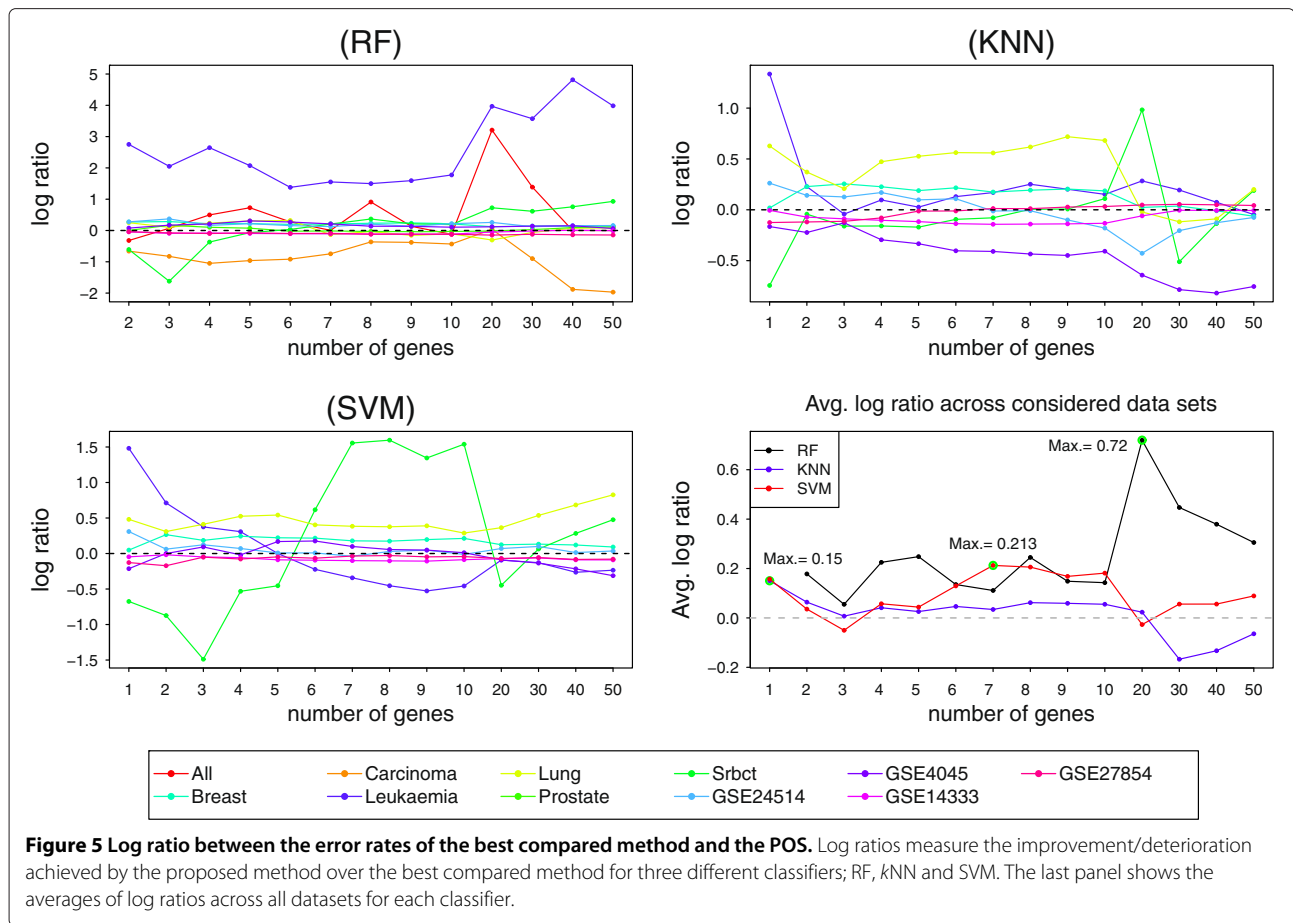 (RF)
log ratio
5
4
3
2
1
0
−1
−2
2 3 4 5 6 7 8 9 10 20 30 40 50
number of genes
(KNN)
log ratio
1.0
0.5
0.0
−0.5
1 2 3 4 5 6 7 8 9 10 20 30 40 50
number of genes
(SVM)
log ratio
1.5
1.0
0.5
0.0
−0.5
−1.0
−1.5
1 2 3 4 5 6 7 8 9 10 20 30 40 50
number of genes
Avg. log ratio across considered data sets
Avg. log ratio
0.6
0.4
0.2
0.0
−0.2
RF
KNN
SVM
Max.= 0.15
Max.= 0.213
Max.= 0.72
1 2 3 4 5 6 7 8 9 10 20 30 40 50
number of genes
All Carcinoma Lung Srbct GSE4045 GSE27854
Breast Leukaemia Prostate GSE24514 GSE14333
Figure 5 Log ratio between the error rates of the best compared method and the POS. Log ratios measure the improvement/deterioration
achieved by the proposed method over the best compared method for three different classifiers; RF, kNN and SVM. The last panel shows the
averages of log ratios across all datasets for each classifier.